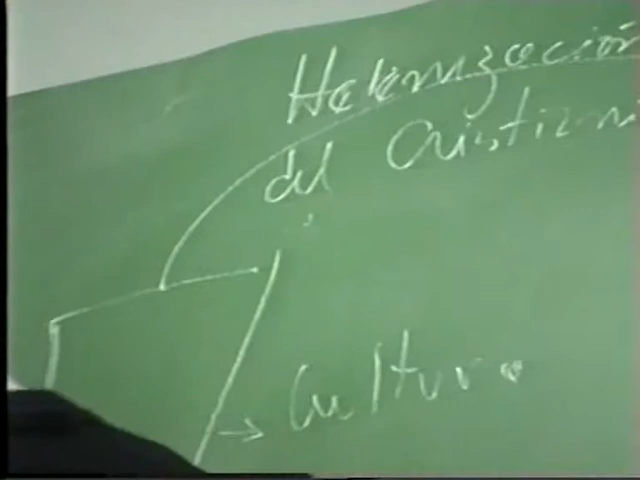 Helenización
del Cristiani
→ Cultura